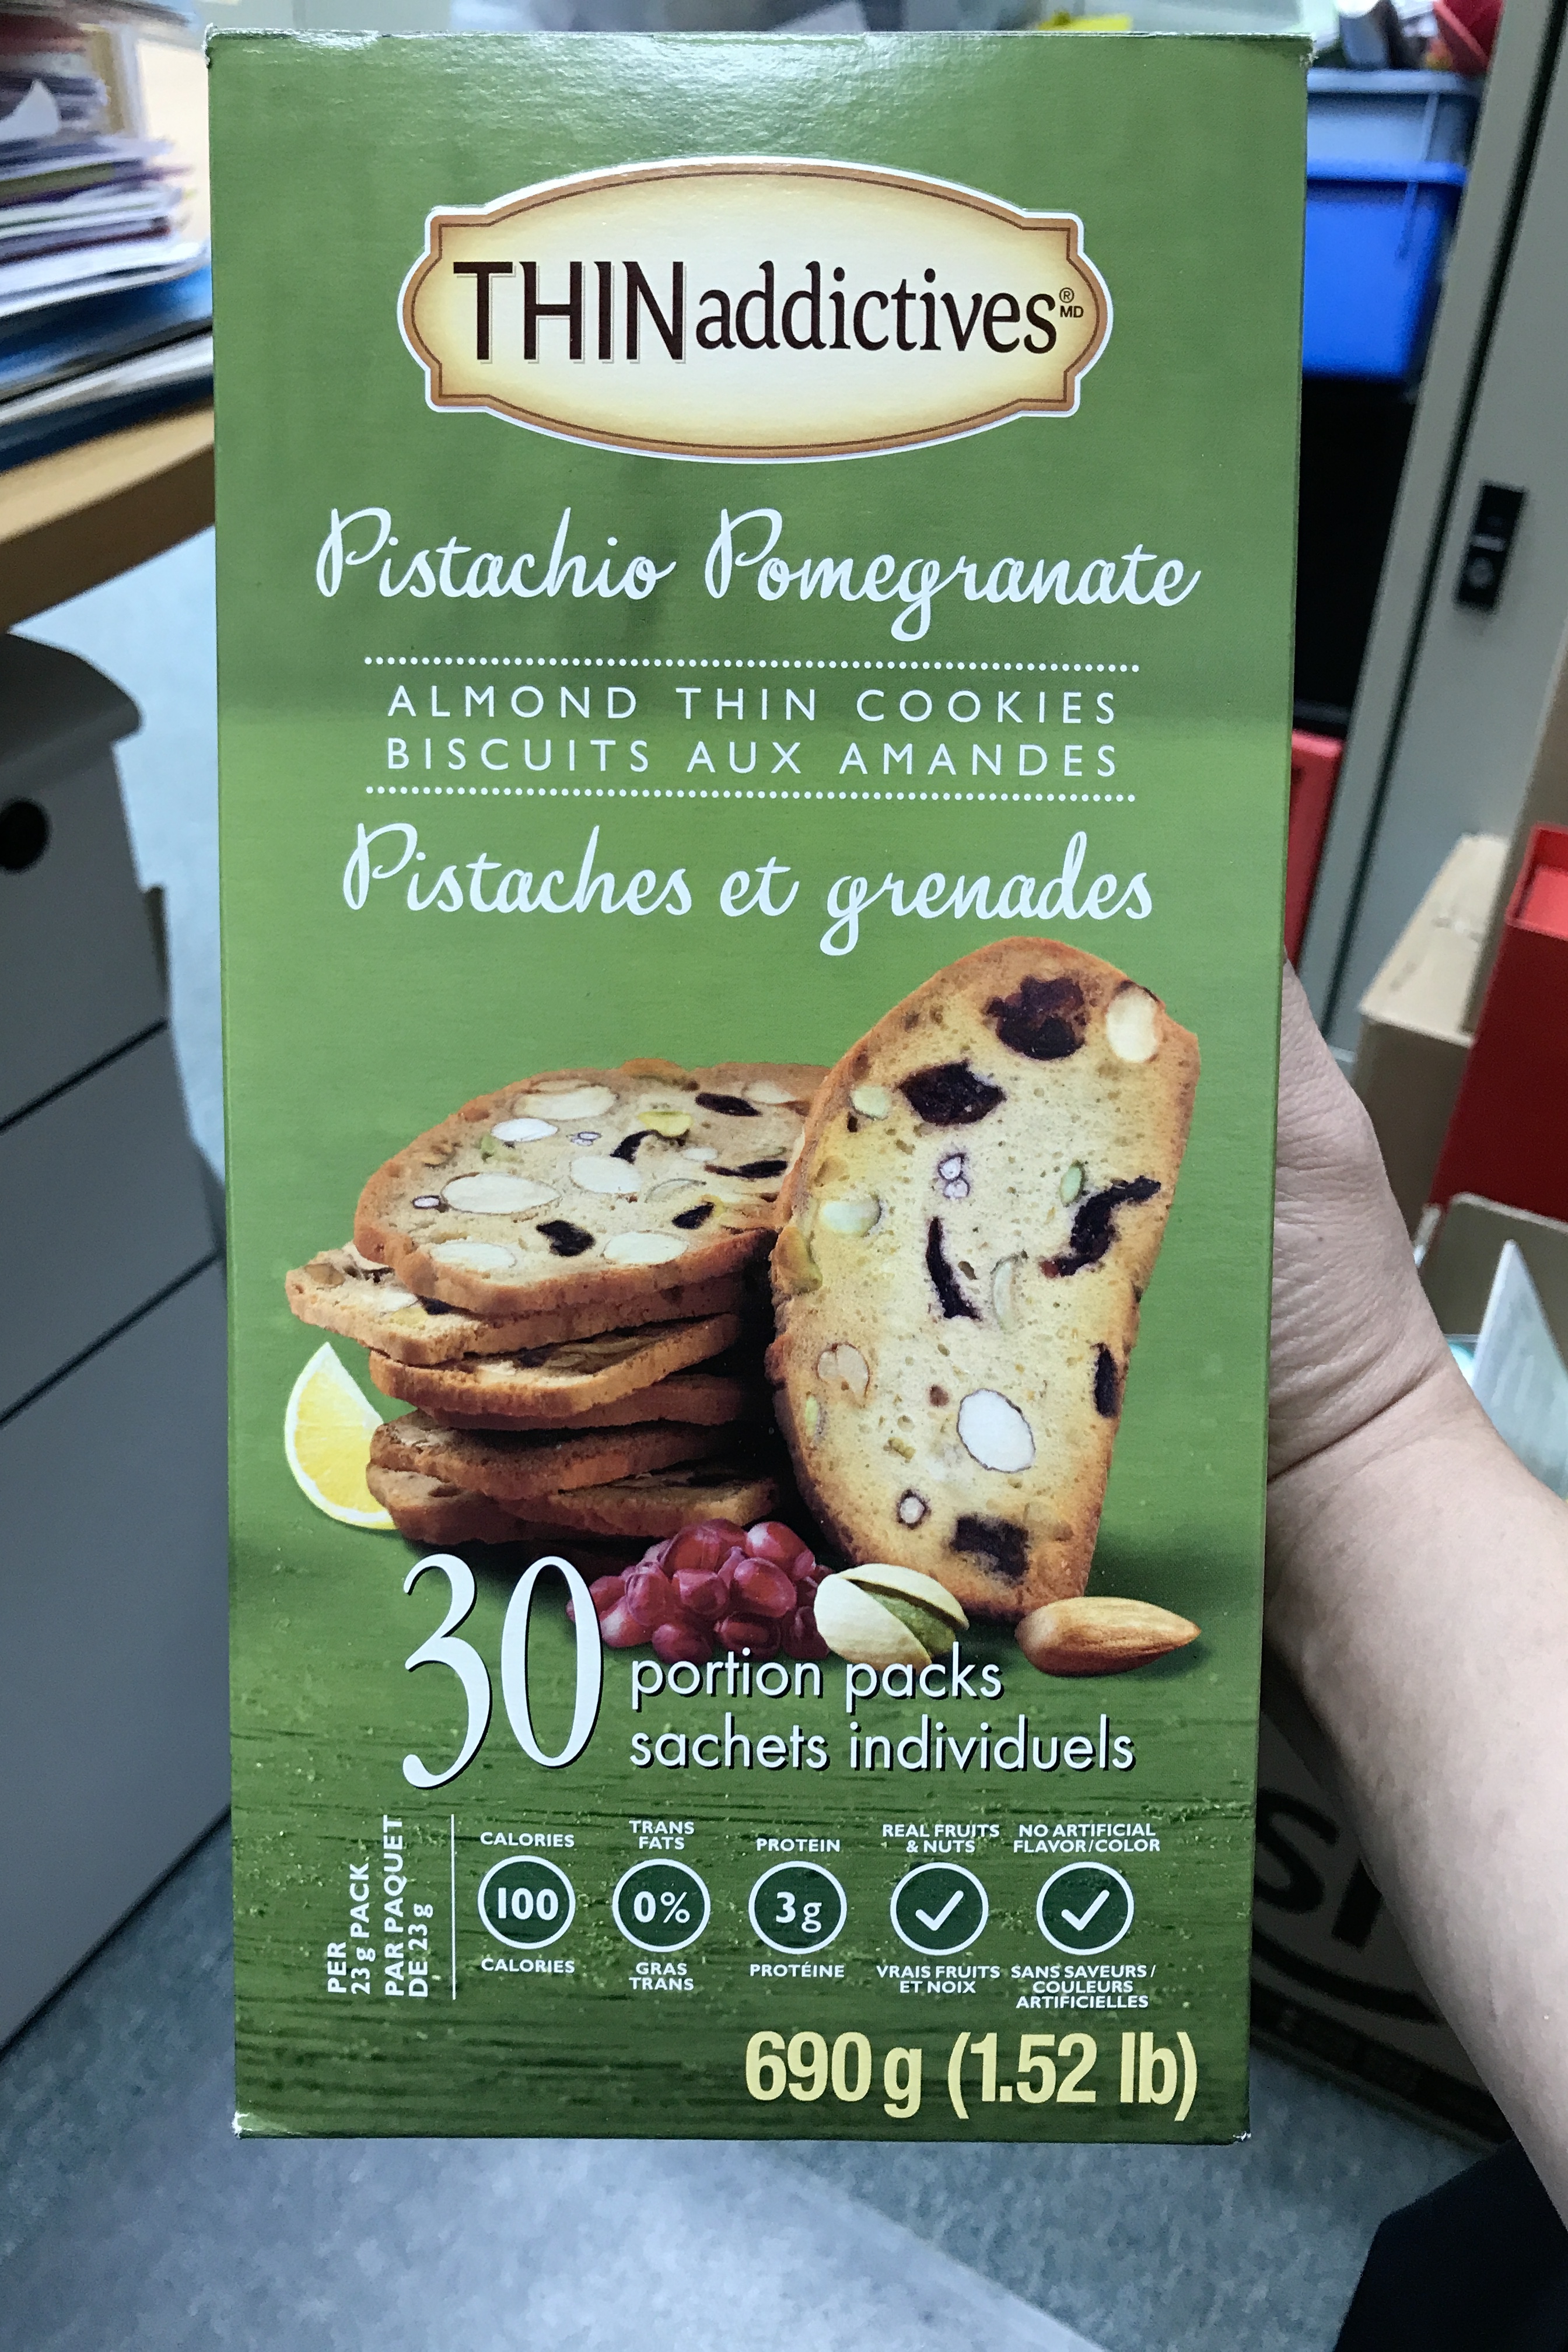 THINaddictives® MD
Pistachio Pomegranate
ALMOND THIN COOKIES
BISCUITS AUX AMANDES
Pistaches et grenades
30
portion packs
sachets individuels
PER
23 g PACK
PAR PAQUET
DE 23 g
CALORIES
100
CALORIES
TRANS
FATS
0%
GRAS
TRANS
PROTEIN
3g
PROTÉINE
REAL FRUITS
& NUTS
VRAIS FRUITS
ET NOIX
NO ARTIFICIAL
FLAVOR/COLOR
SANS SAVEURS /
COULEURS
ARTIFICIELLES
690 g (1.52 lb)